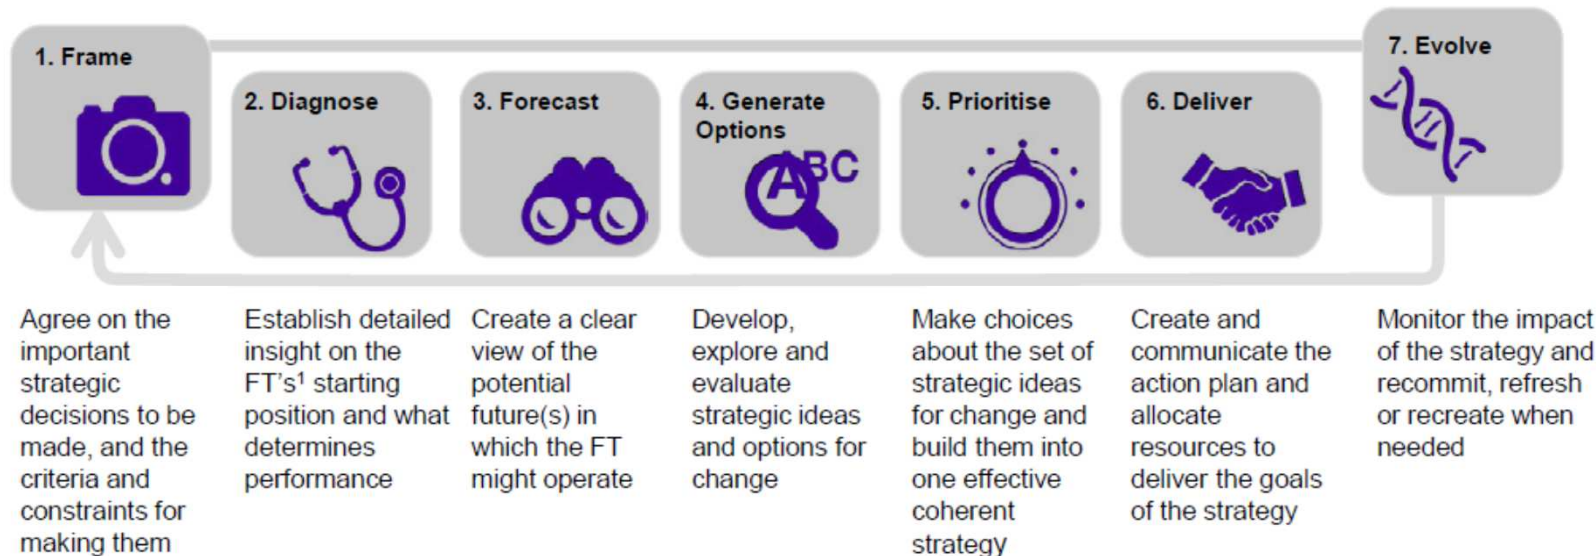 1. Frame
2. Diagnose
3. Forecast
4. Generate
Options
ABC
5. Prioritise
6. Deliver
7. Evolve
Agree on the
important
strategic
decisions to be
made, and the
criteria and
constraints for
making them
Establish detailed
insight on the
FT's¹ starting
position and what
determines
performance
Create a clear
view of the
potential
future(s) in
which the FT
might operate
Develop,
explore and
evaluate
strategic ideas
and options for
change
Make choices
about the set of
strategic ideas
for change and
build them into
one effective
coherent
strategy
Create and
communicate the
action plan and
allocate
resources to
deliver the goals
of the strategy
Monitor the impact
of the strategy and
recommit, refresh
or recreate when
needed